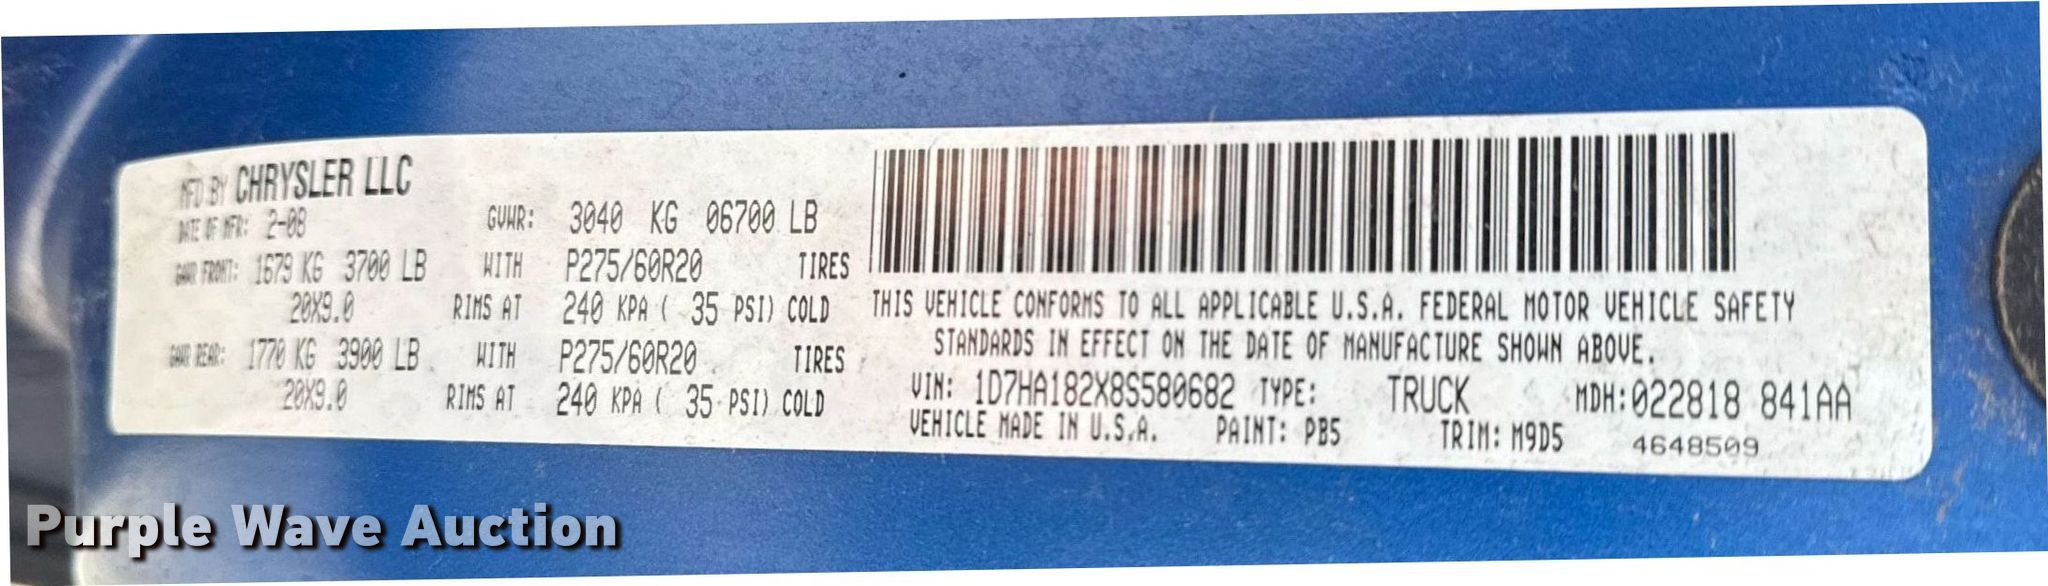 MFD BY CHRYSLER LLC
DATE OF MFR: 2-08 GVWR: 3040 KG 06700 LB
GAWR FRONT: 1679 KG 3700 LB WITH P275/60R20 TIRES
20X9.0 RIMS AT 240 KPA ( 35 PSI) COLD
GAWR REAR: 1770 KG 3900 LB WITH P275/60R20 TIRES
20X9.0 RIMS AT 240 KPA ( 35 PSI) COLD
THIS VEHICLE CONFORMS TO ALL APPLICABLE U.S.A. FEDERAL MOTOR VEHICLE SAFETY
STANDARDS IN EFFECT ON THE DATE OF MANUFACTURE SHOWN ABOVE.
VIN: 1D7HA182X8S580682 TYPE: TRUCK MDH:022818 841AA
VEHICLE MADE IN U.S.A. PAINT: PB5 TRIM: M9D5 4648509
Purple Wave Auction